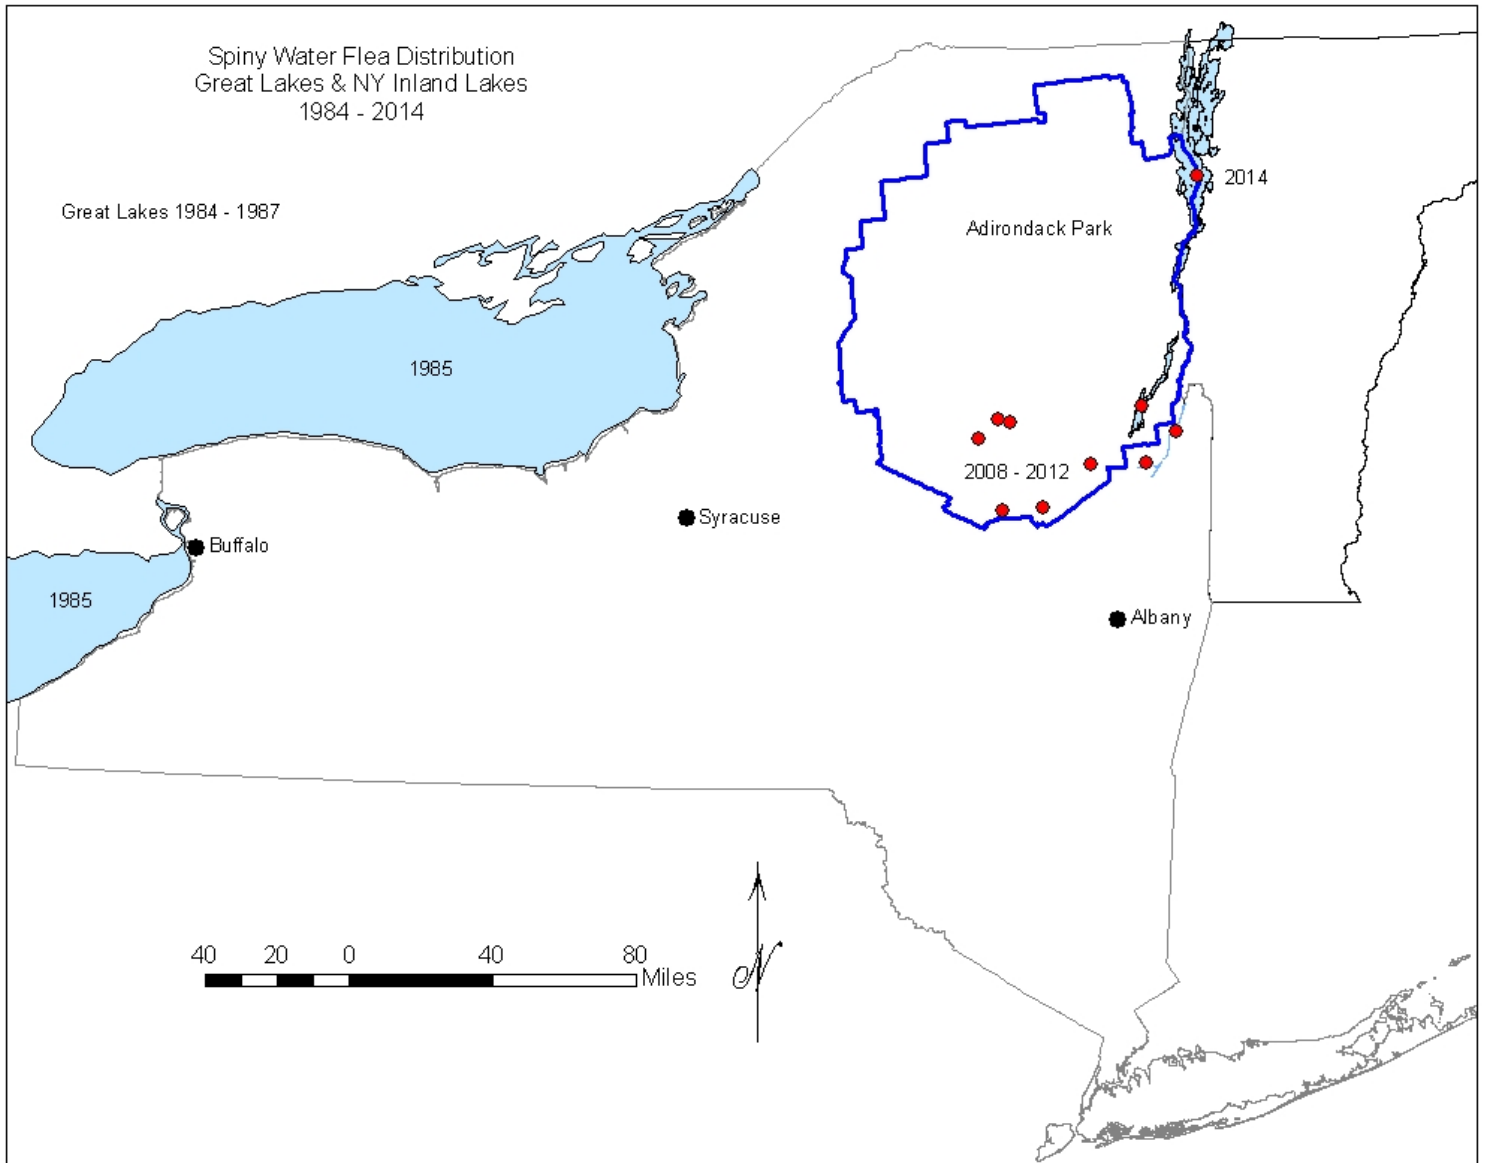 Spiny Water Flea Distribution
Great Lakes & NY Inland Lakes
1984 - 2014
2014
Great Lakes 1984 - 1987
Adirondack Park
1985
2008 - 2012
Syracuse
Buffalo
1985
Albany
40 20 0 40 80
Miles
N